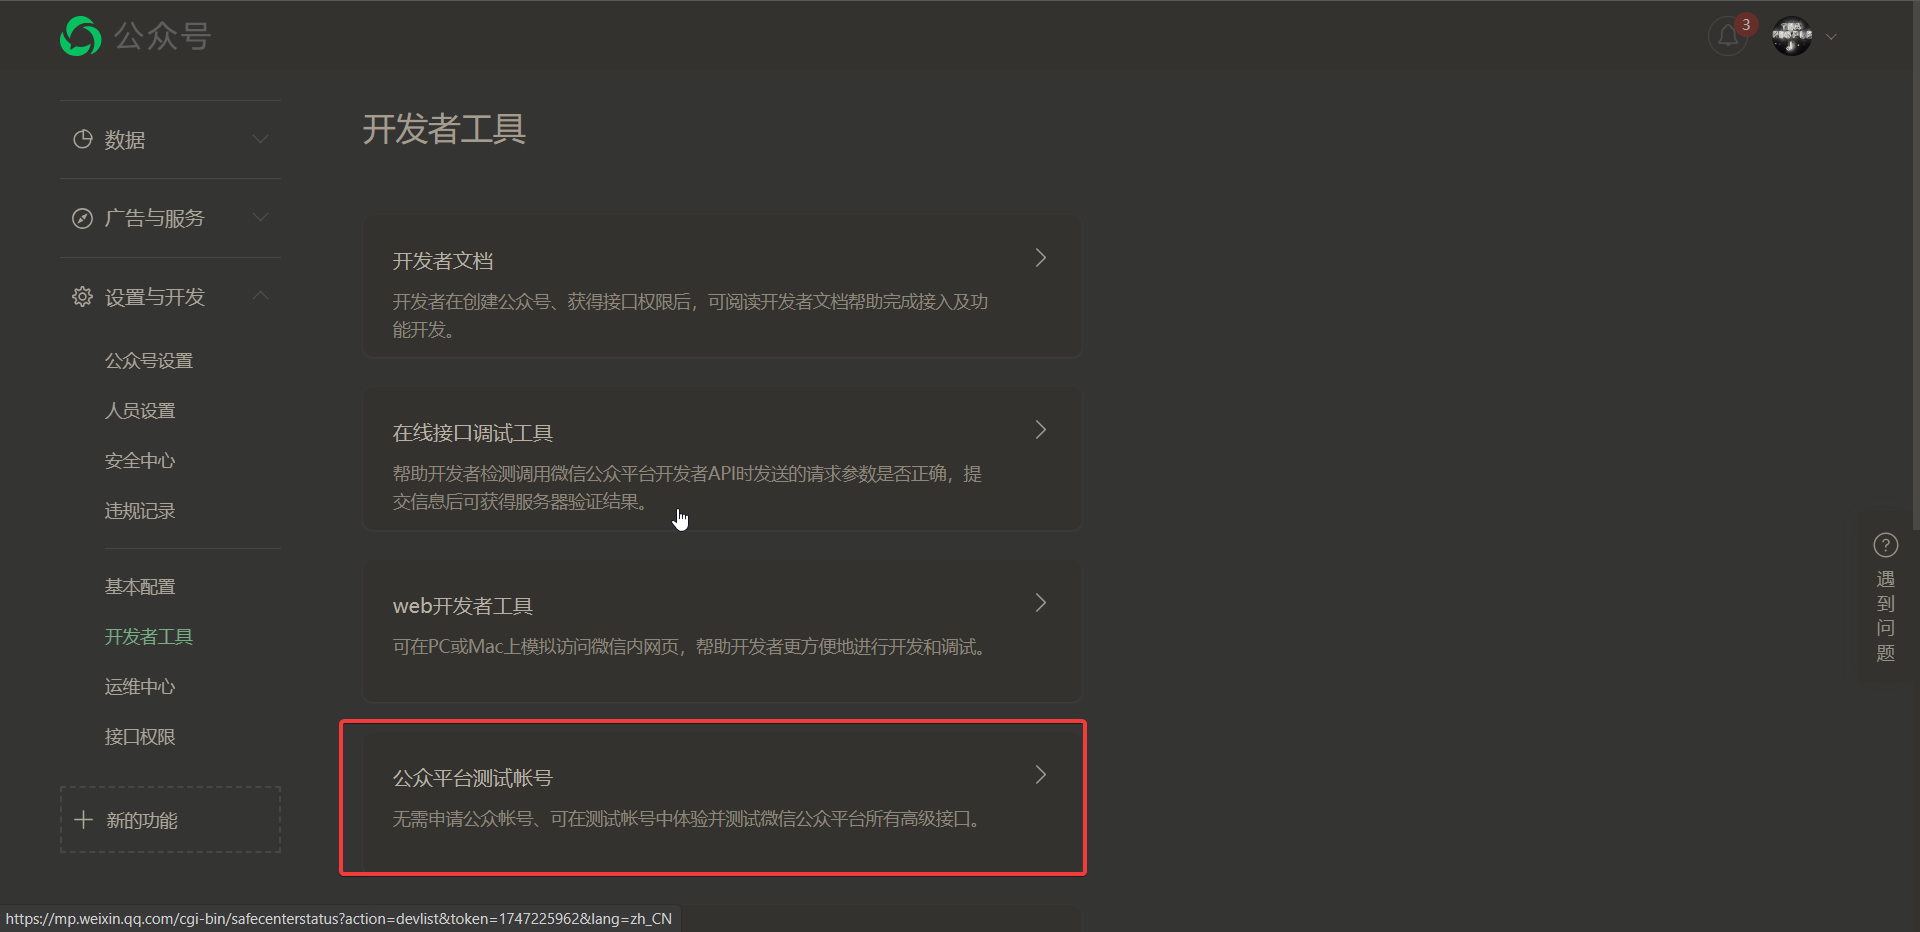 公众号
3
数据
广告与服务
设置与开发
公众号设置
人员设置
安全中心
违规记录
基本配置
开发者工具
运维中心
接口权限
新的功能
开发者工具
开发者文档
开发者在创建公众号、获得接口权限后，可阅读开发者文档帮助完成接入及功
能开发。
在线接口调试工具
帮助开发者检测调用微信公众平台开发者API时发送的请求参数是否正确，提
交信息后可获得服务器验证结果。
web开发者工具
可在PC或Mac上模拟访问微信内网页，帮助开发者更方便地进行开发和调试。
公众平台测试帐号
无需申请公众帐号、可在测试帐号中体验并测试微信公众平台所有高级接口。
遇到问题
https://mp.weixin.qq.com/cgi-bin/safecenterstatus?action=devlist&token=1747225962&lang=zh_CN